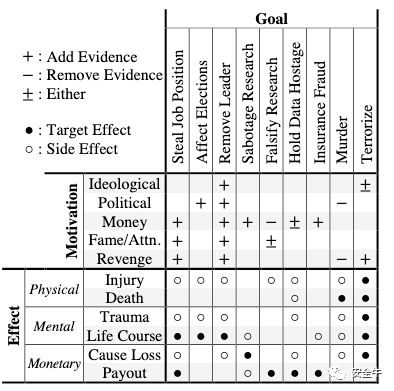 Goal
+ : Add Evidence
− : Remove Evidence
± : Either
● : Target Effect
○ : Side Effect
Steal Job Position
Affect Elections
Remove Leader
Sabotage Research
Falsify Research
Hold Data Hostage
Insurance Fraud
Murder
Terrorize
Motivation
Ideological + ±
Political + + −
Money + + + − ± +
Fame/Attn. + + ±
Revenge + + − +
Effect
Physical
Injury ○ ○ ○ ○ ○ ○ ●
Death ○ ● ●
Mental
Trauma ○ ○ ○ ○ ○ ●
Life Course ● ● ● ○ ○ ○ ●
Monetary
Cause Loss ○ ○ ● ○ ○ ●
Payout ● ○ ● ● ●
安全牛